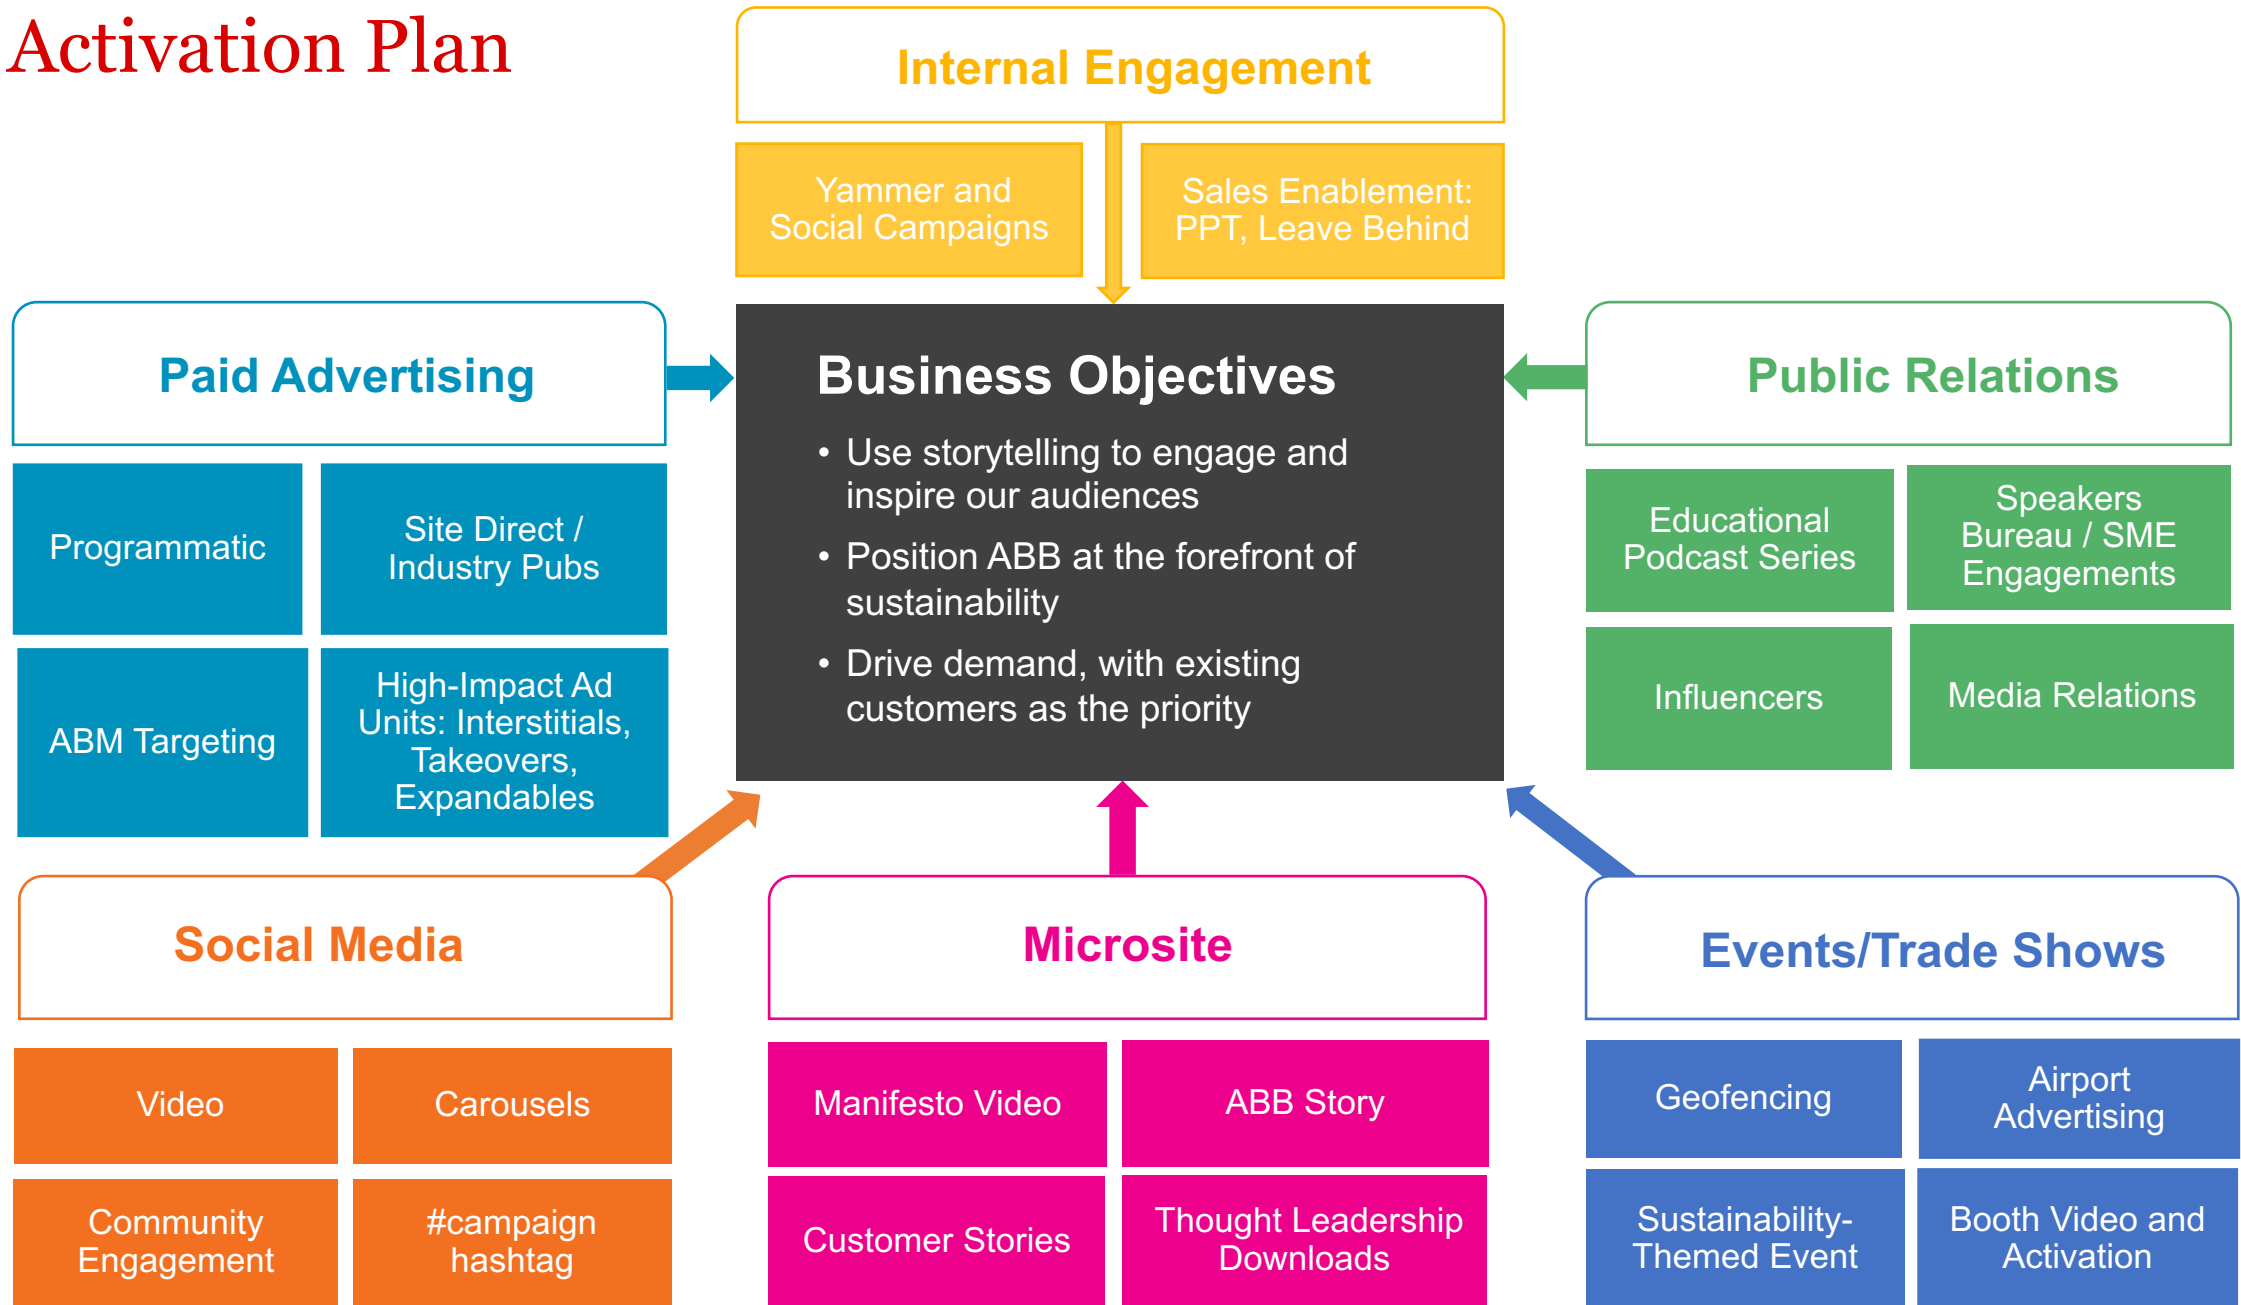 Activation Plan
Internal Engagement
Yammer and
Social Campaigns
Sales Enablement:
PPT, Leave Behind
Paid Advertising
Programmatic
Site Direct /
Industry Pubs
ABM Targeting
High-Impact Ad
Units: Interstitials,
Takeovers,
Expandables
Business Objectives
• Use storytelling to engage and
inspire our audiences
• Position ABB at the forefront of
sustainability
• Drive demand, with existing
customers as the priority
Public Relations
Educational
Podcast Series
Speakers
Bureau / SME
Engagements
Influencers
Media Relations
Social Media
Video
Carousels
Community
Engagement
#campaign
hashtag
Microsite
Manifesto Video
ABB Story
Customer Stories
Thought Leadership
Downloads
Events/Trade Shows
Geofencing
Airport
Advertising
Sustainability-
Themed Event
Booth Video and
Activation